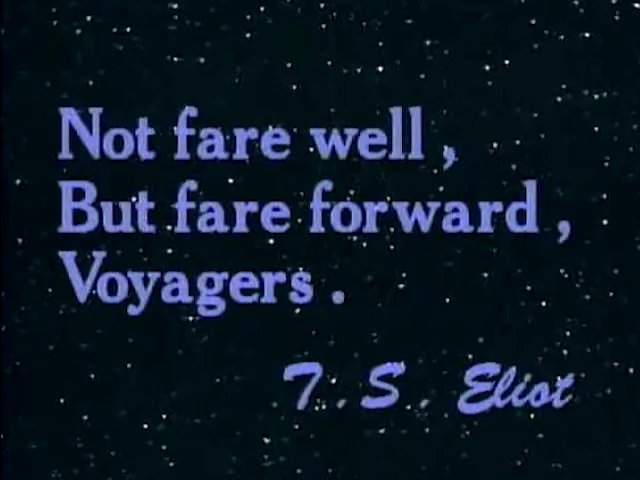 Not fare well,
But fare forward,
Voyagers.
T. S. Eliot